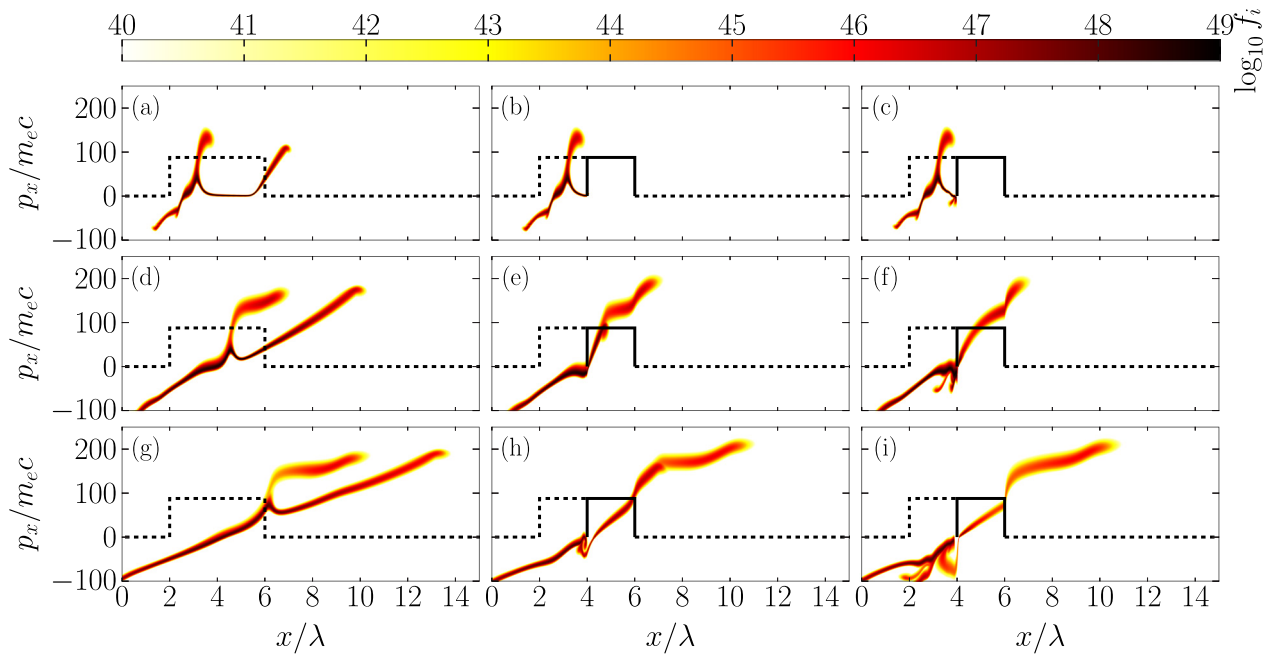 40 41 42 43 44 45 46 47 48 49
log₁₀ fᵢ
(a) (b) (c)
200
100
0
−100
pₓ/mₑc
(d) (e) (f)
200
100
0
−100
pₓ/mₑc
(g) (h) (i)
200
100
0
−100
pₓ/mₑc
0 2 4 6 8 10 12 14 2 4 6 8 10 12 14 2 4 6 8 10 12 14
x/λ x/λ x/λ